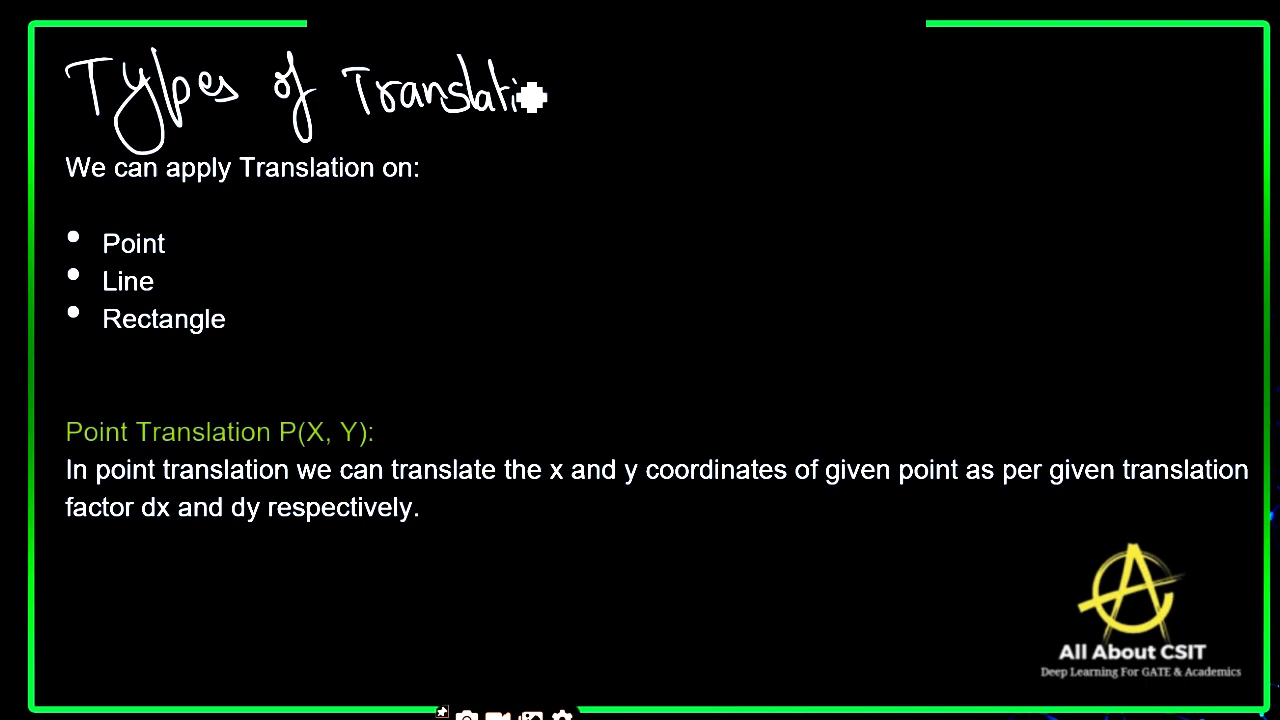 Types of Translati
We can apply Translation on:
• Point
• Line
• Rectangle
Point Translation P(X, Y):
In point translation we can translate the x and y coordinates of given point as per given translation
factor dx and dy respectively.
All About CSIT
Deep Learning For GATE & Academics